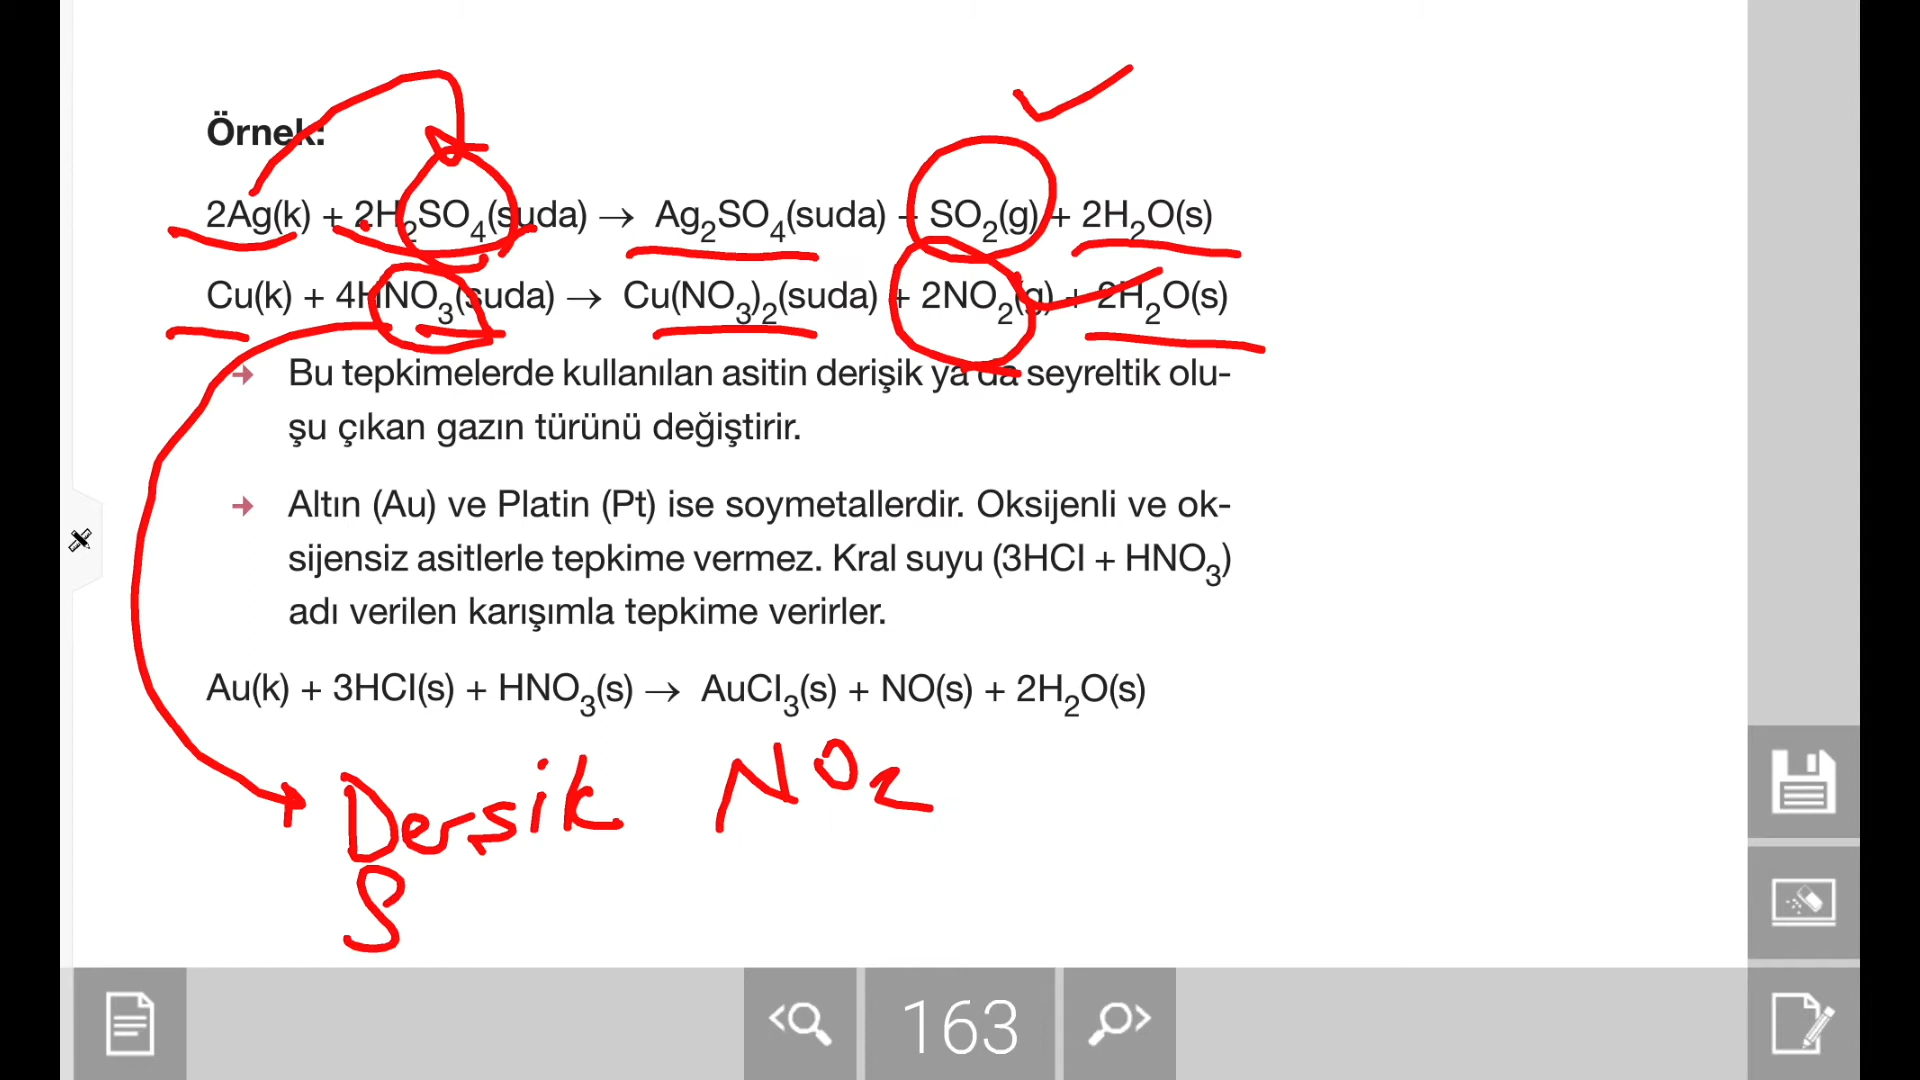 Örnek:
2Ag(k) + 2H₂SO₄(suda) → Ag₂SO₄(suda) + SO₂(g) + 2H₂O(s)
Cu(k) + 4HNO₃(suda) → Cu(NO₃)₂(suda) + 2NO₂(g) + 2H₂O(s)
→ Bu tepkimelerde kullanılan asitin derişik ya da seyreltik olu-
şu çıkan gazın türünü değiştirir.
→ Altın (Au) ve Platin (Pt) ise soymetallerdir. Oksijenli ve ok-
sijensiz asitlerle tepkime vermez. Kral suyu (3HCl + HNO₃)
adı verilen karışımla tepkime verirler.
Au(k) + 3HCl(s) + HNO₃(s) → AuCl₃(s) + NO(s) + 2H₂O(s)
Derşik NO₂
S
163